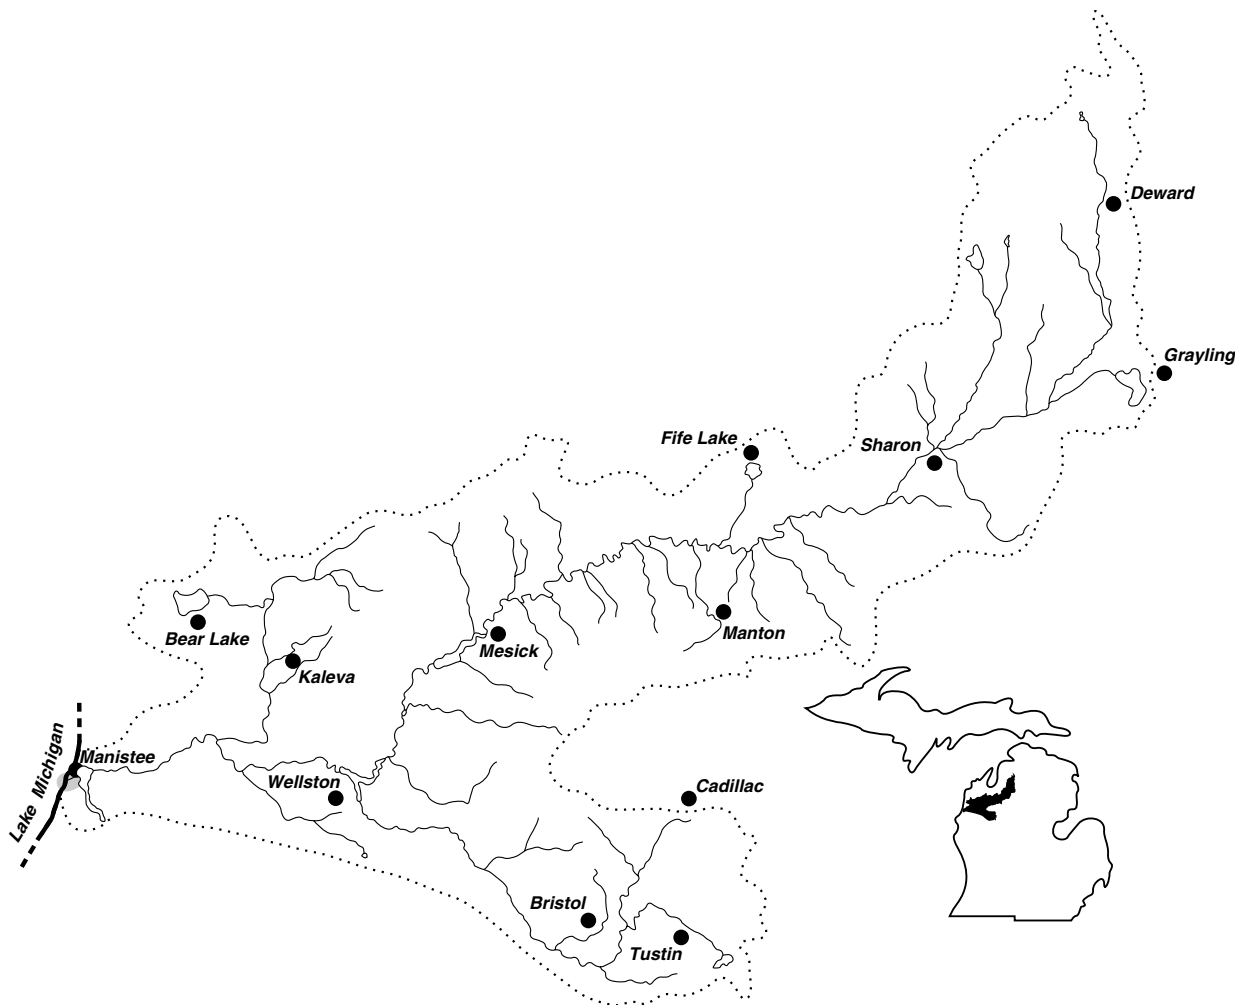 Deward
Grayling
Fife Lake
Sharon
Bear Lake
Kaleva
Mesick
Manton
Lake Michigan
Manistee
Wellston
Cadillac
Bristol
Tustin